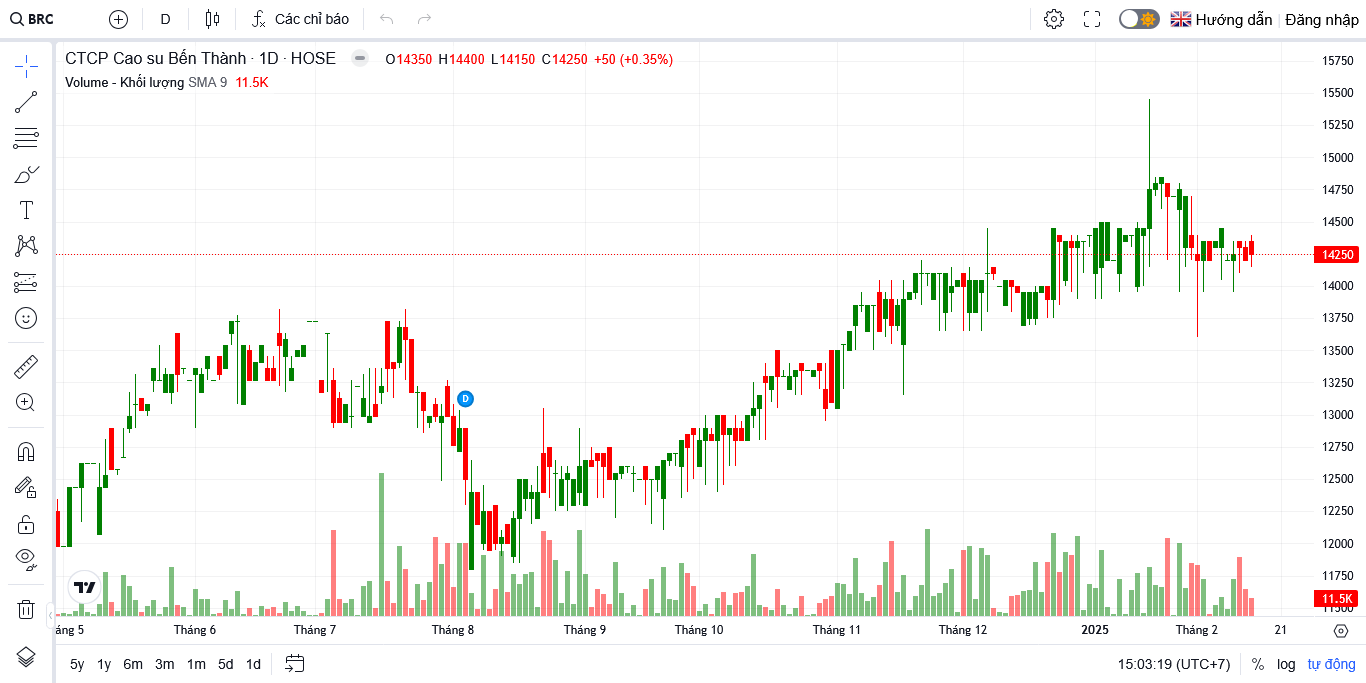 BRC D Các chỉ báo Hướng dẫn Đăng nhập
CTCP Cao su Bến Thành · 1D · HOSE O14350 H14400 L14150 C14250 +50 (+0.35%)
Volume - Khối lượng SMA 9 11.5K
15750
15500
15250
15000
14750
14500
14250
14000
13750
13500
13250
13000
12750
12500
12250
12000
11750
11.5K
11500
D
áng 5 Tháng 6 Tháng 7 Tháng 8 Tháng 9 Tháng 10 Tháng 11 Tháng 12 2025 Tháng 2 21
5y 1y 6m 3m 1m 5d 1d 15:03:19 (UTC+7) % log tự động